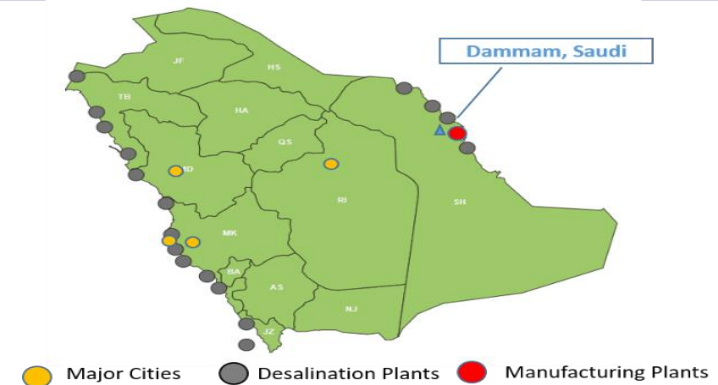 Dammam, Saudi
JF
HS
TB
HA
QS
MD
RI
SH
MK
BA
AS
NJ
JZ
Major Cities
Desalination Plants
Manufacturing Plants